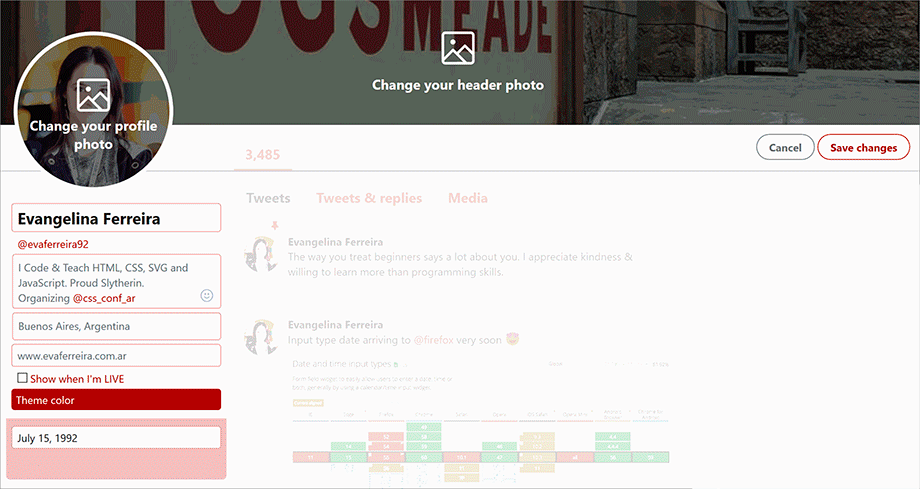 HOGSMEADE
Change your header photo
Change your profile
photo
3,485
Cancel
Save changes
Tweets
Tweets & replies
Media
Evangelina Ferreira
@evaferreira92
I Code & Teach HTML, CSS, SVG and
JavaScript. Proud Slytherin.
Organizing @css_conf_ar
Buenos Aires, Argentina
www.evaferreira.com.ar
Show when I'm LIVE
Theme color
July 15, 1992
Evangelina Ferreira
The way you treat beginners says a lot about you. I appreciate kindness &
willing to learn more than programming skills.
Evangelina Ferreira
Input type date arriving to @firefox very soon
Date and time input types